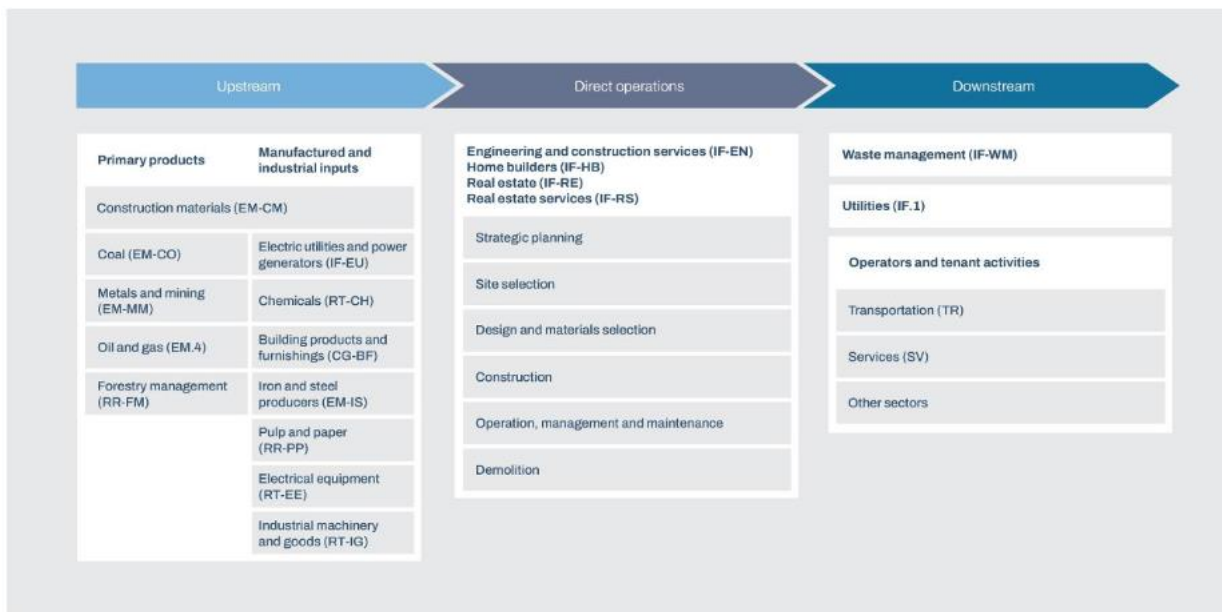 Upstream
Direct operations
Downstream
Primary products
Manufactured and
industrial inputs
Construction materials (EM-CM)
Coal (EM-CO)
Electric utilities and power
generators (IF-EU)
Metals and mining
(EM-MM)
Chemicals (RT-CH)
Oil and gas (EM.4)
Building products and
furnishings (CG-BF)
Forestry management
(RR-FM)
Iron and steel
producers (EM-IS)
Pulp and paper
(RR-PP)
Electrical equipment
(RT-EE)
Industrial machinery
and goods (RT-IG)
Engineering and construction services (IF-EN)
Home builders (IF-HB)
Real estate (IF-RE)
Real estate services (IF-RS)
Strategic planning
Site selection
Design and materials selection
Construction
Operation, management and maintenance
Demolition
Waste management (IF-WM)
Utilities (IF.1)
Operators and tenant activities
Transportation (TR)
Services (SV)
Other sectors